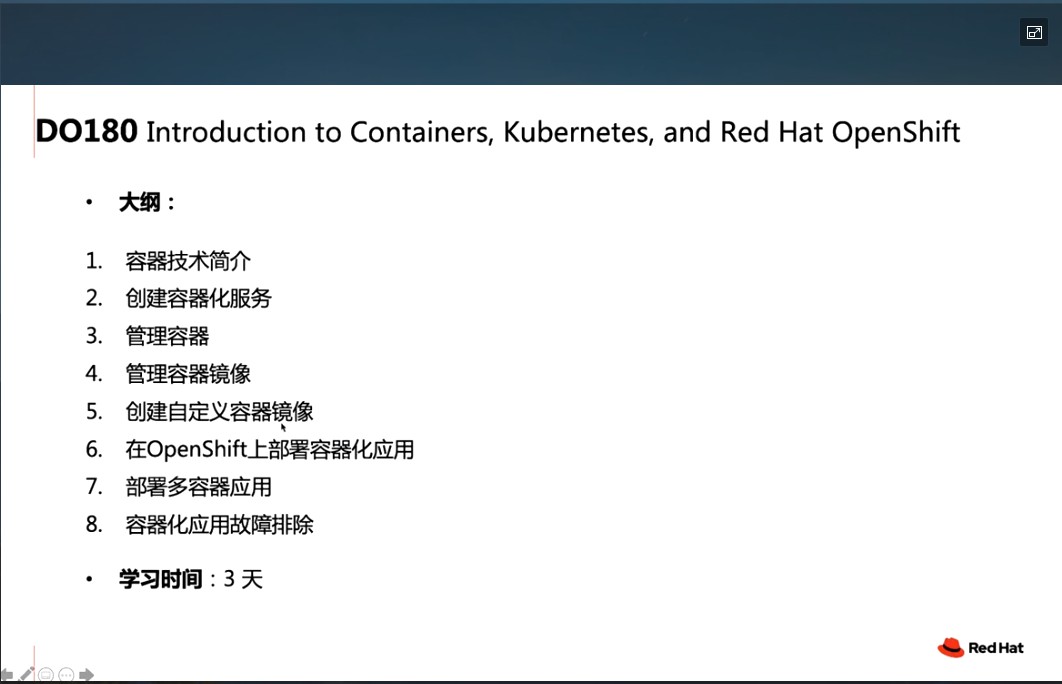 DO180 Introduction to Containers, Kubernetes, and Red Hat OpenShift
• 大纲：
1. 容器技术简介
2. 创建容器化服务
3. 管理容器
4. 管理容器镜像
5. 创建自定义容器镜像
6. 在OpenShift上部署容器化应用
7. 部署多容器应用
8. 容器化应用故障排除
• 学习时间：3 天
Red Hat